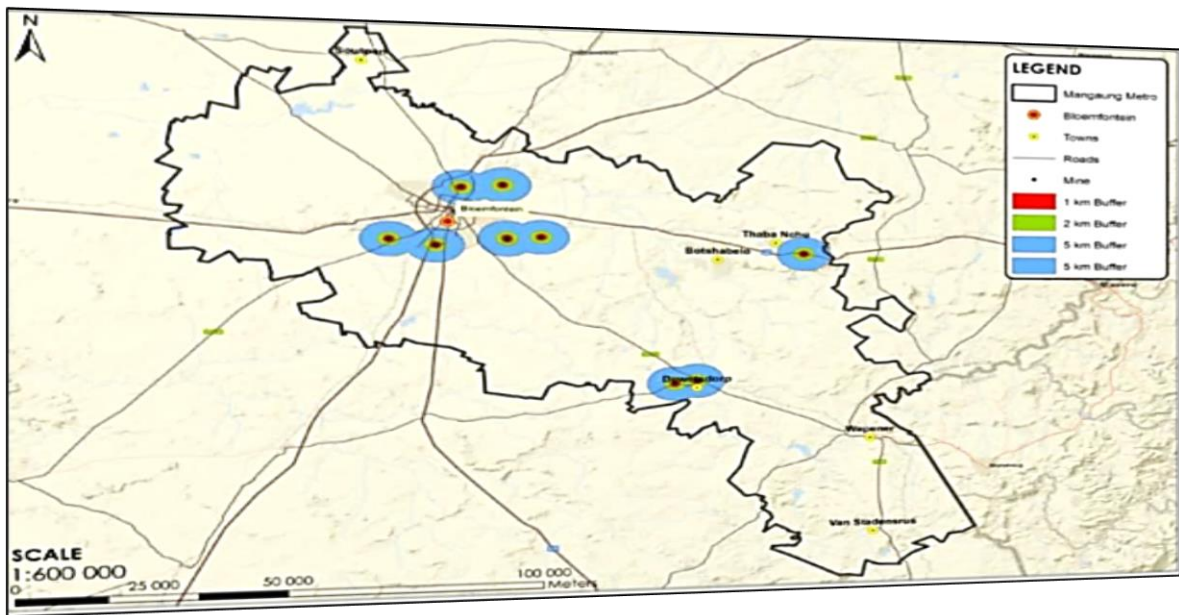 N
Soutpan
LEGEND
Mangaung Metro
Bloemfontein
Towns
Roads
Mine
1 km Buffer
2 km Buffer
5 km Buffer
5 km Buffer
Bloemfontein
Thaba Nchu
Botshabelo
Dewetsdorp
Wepener
Van Stadensrus
SCALE
1:600 000
0 25 000 50 000 100 000
Meters